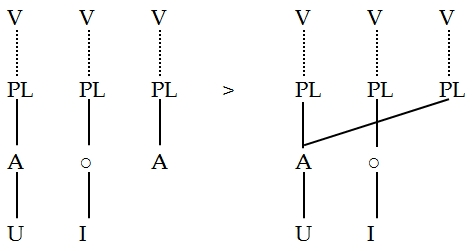 V V V V V V
PL PL PL > PL PL PL
A ○ A A ○
U I U I